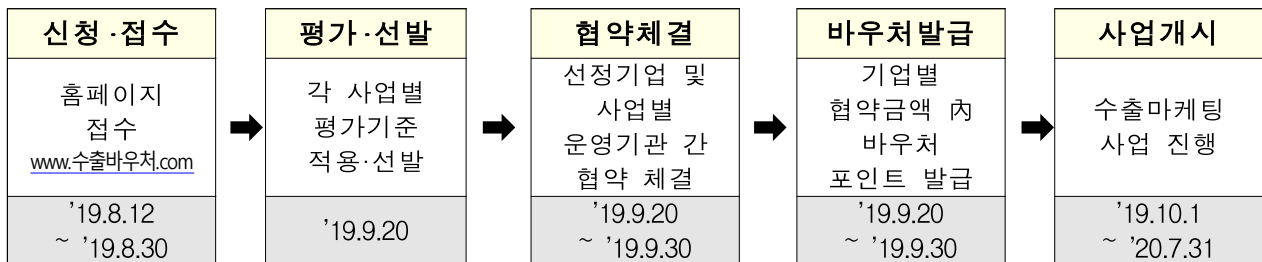 신청·접수
홈페이지
접수
www.수출바우처.com
'19.8.12
~ '19.8.30
평가·선발
각 사업별
평가기준
적용·선발
'19.9.20
협약체결
선정기업 및
사업별
운영기관 간
협약 체결
'19.9.20
~ '19.9.30
바우처발급
기업별
협약금액 內
바우처
포인트 발급
'19.9.20
~ '19.9.30
사업개시
수출마케팅
사업 진행
'19.10.1
~ '20.7.31